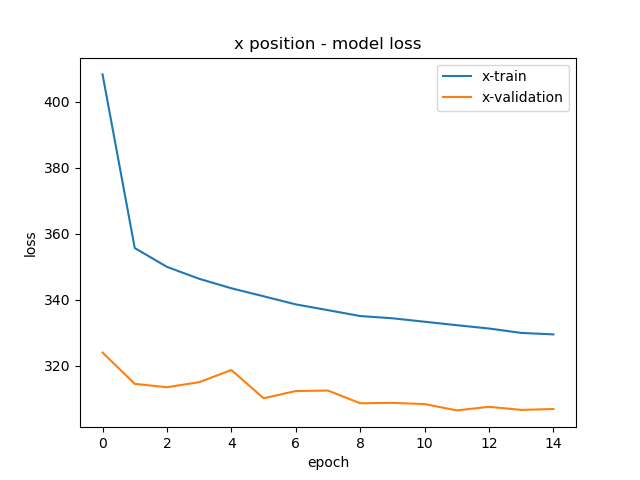 x position - model loss
x-train
x-validation
400
380
360
340
320
loss
0 2 4 6 8 10 12 14
epoch